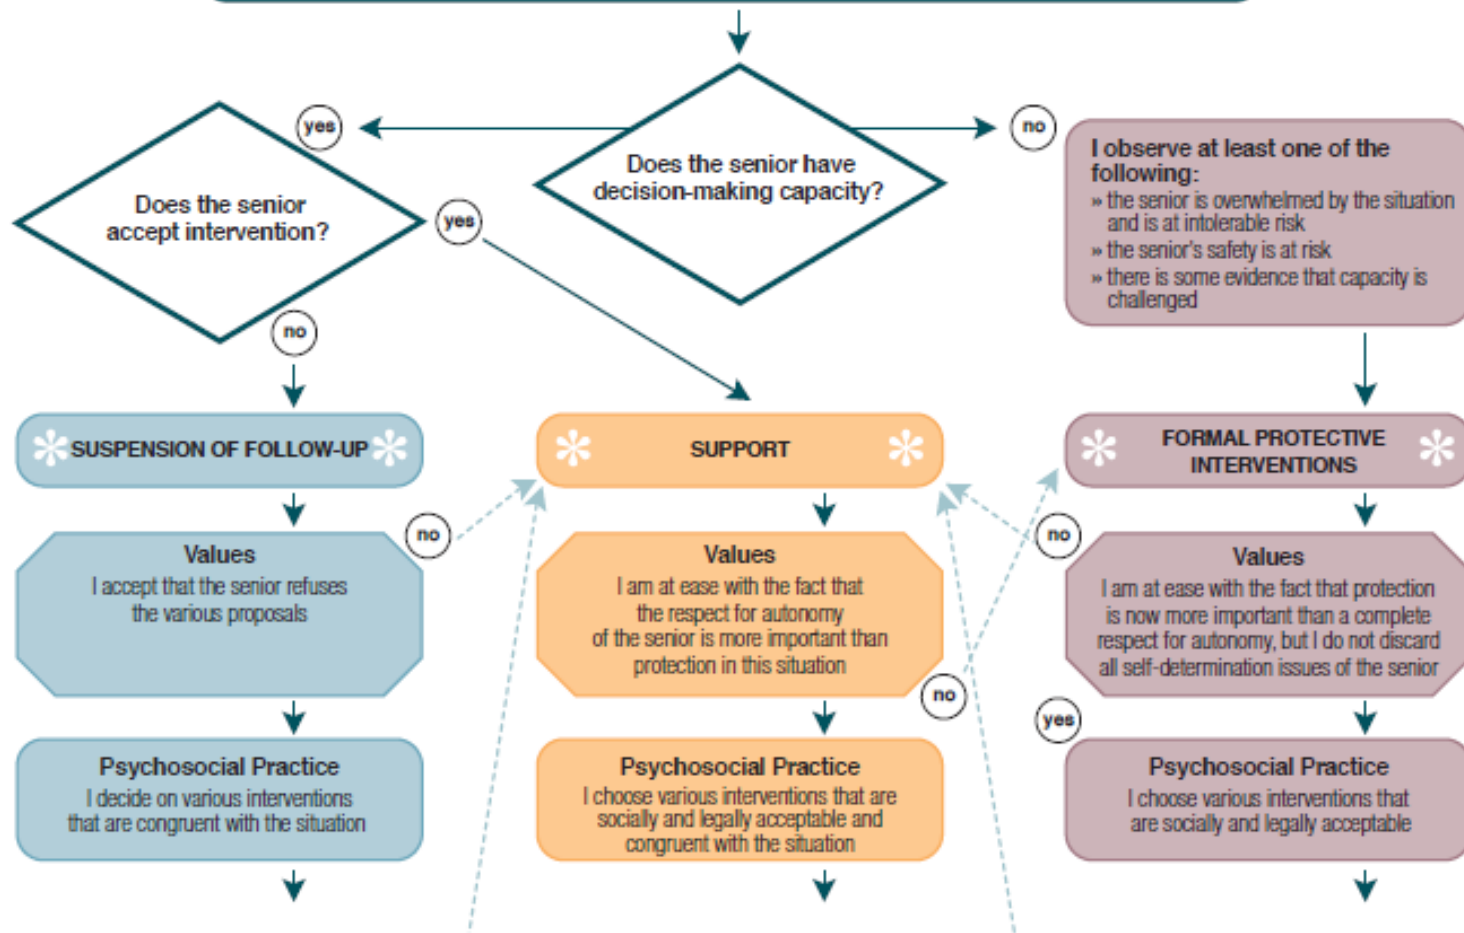 yes
no
Does the senior have
decision-making capacity?
I observe at least one of the
following:
» the senior is overwhelmed by the situation
and is at intolerable risk
» the senior's safety is at risk
» there is some evidence that capacity is
challenged
Does the senior
accept intervention?
yes
no
SUSPENSION OF FOLLOW-UP
SUPPORT
FORMAL PROTECTIVE
INTERVENTIONS
Values
I accept that the senior refuses
the various proposals
no
Values
I am at ease with the fact that
the respect for autonomy
of the senior is more important than
protection in this situation
no
no
Values
I am at ease with the fact that protection
is now more important than a complete
respect for autonomy, but I do not discard
all self-determination issues of the senior
yes
Psychosocial Practice
I decide on various interventions
that are congruent with the situation
Psychosocial Practice
I choose various interventions that are
socially and legally acceptable and
congruent with the situation
Psychosocial Practice
I choose various interventions that
are socially and legally acceptable